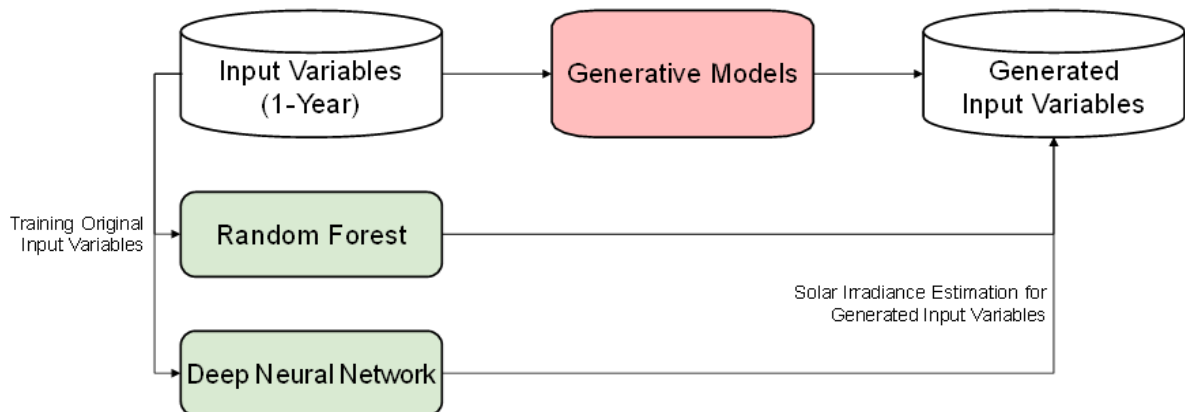 Input Variables
(1-Year)
Generative Models
Generated
Input Variables
Training Original
Input Variables
Random Forest
Solar Irradiance Estimation for
Generated Input Variables
Deep Neural Network